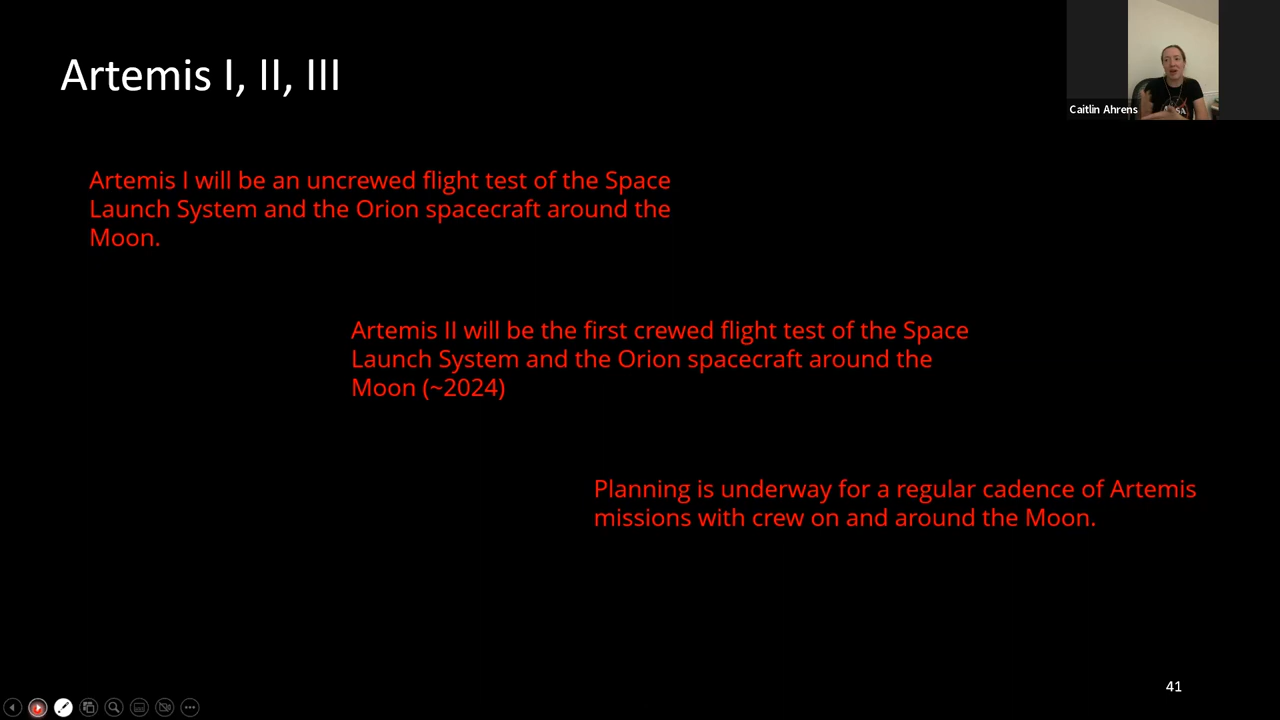 Artemis I, II, III
Caitlin Ahrens
Artemis I will be an uncrewed flight test of the Space
Launch System and the Orion spacecraft around the
Moon.
Artemis II will be the first crewed flight test of the Space
Launch System and the Orion spacecraft around the
Moon (~2024)
Planning is underway for a regular cadence of Artemis
missions with crew on and around the Moon.
41